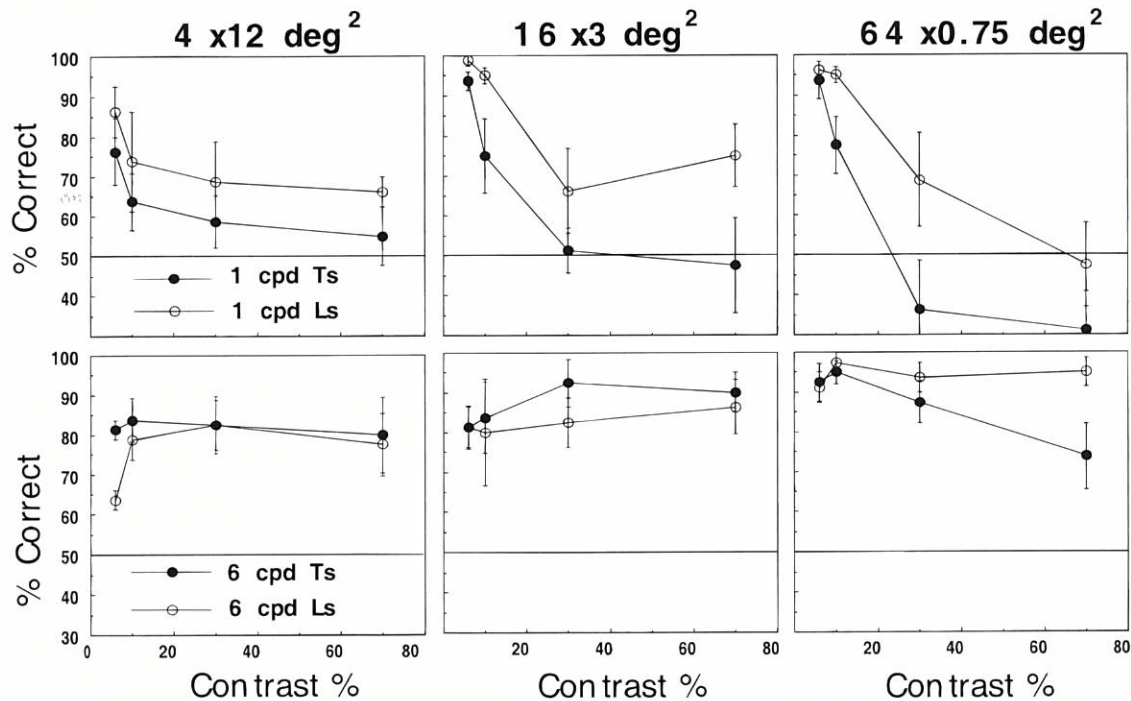 4 x12 deg2
16 x3 deg2
64 x0.75 deg2
100
90
80
70
60
50
40
% Correct
1 cpd Ts
1 cpd Ls
100
90
80
70
60
50
40
30
% Correct
6 cpd Ts
6 cpd Ls
0 20 40 60 80
20 40 60 80
20 40 60 80
Contrast %
Contrast %
Contrast %